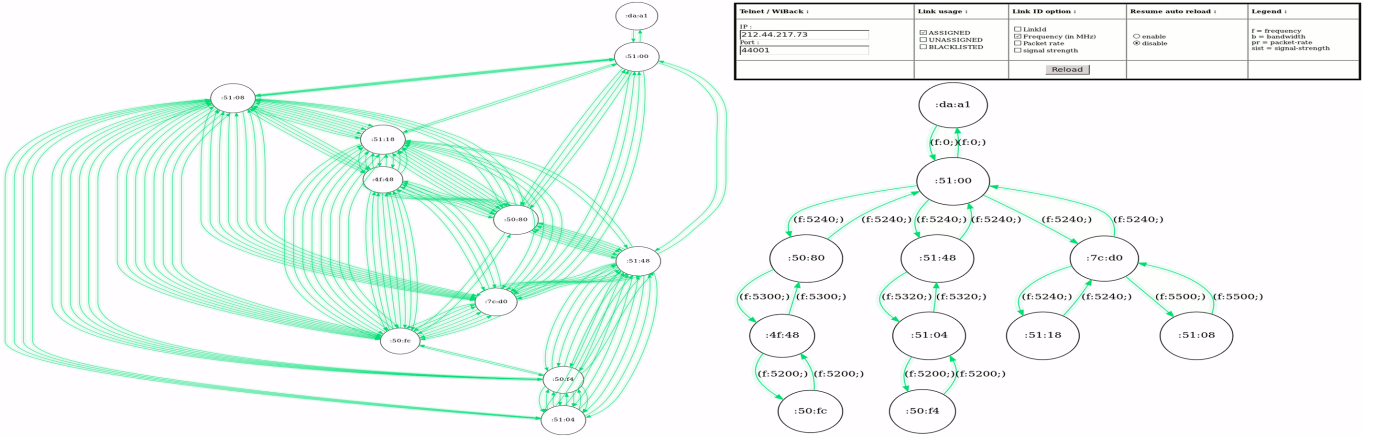 :da:a1
:51:00
:51:08
:51:18
:4f:48
:50:80
:51:48
:7c:d0
:50:fc
:50:f4
:51:04
Telnet / WiBack :
Link usage :
Link ID option :
Resume auto reload :
Legend :
IP :
212.44.217.73
Port :
44001
ASSIGNED
UNASSIGNED
BLACKLISTED
LinkId
Frequency (in MHz)
Packet rate
signal strength
enable
disable
f = frequency
b = bandwidth
pr = packet-rate
sist = signal-strength
Reload
:da:a1
(f:0;)(f:0;)
:51:00
(f:5240;) (f:5240;) (f:5240;) (f:5240;) (f:5240;) (f:5240;)
:50:80 :51:48 :7c:d0
(f:5300;) (f:5300;) (f:5320;) (f:5320;) (f:5240;) (f:5240;) (f:5500;) (f:5500;)
:4f:48 :51:04 :51:18 :51:08
(f:5200;) (f:5200;) (f:5200;)(f:5200;)
:50:fc :50:f4